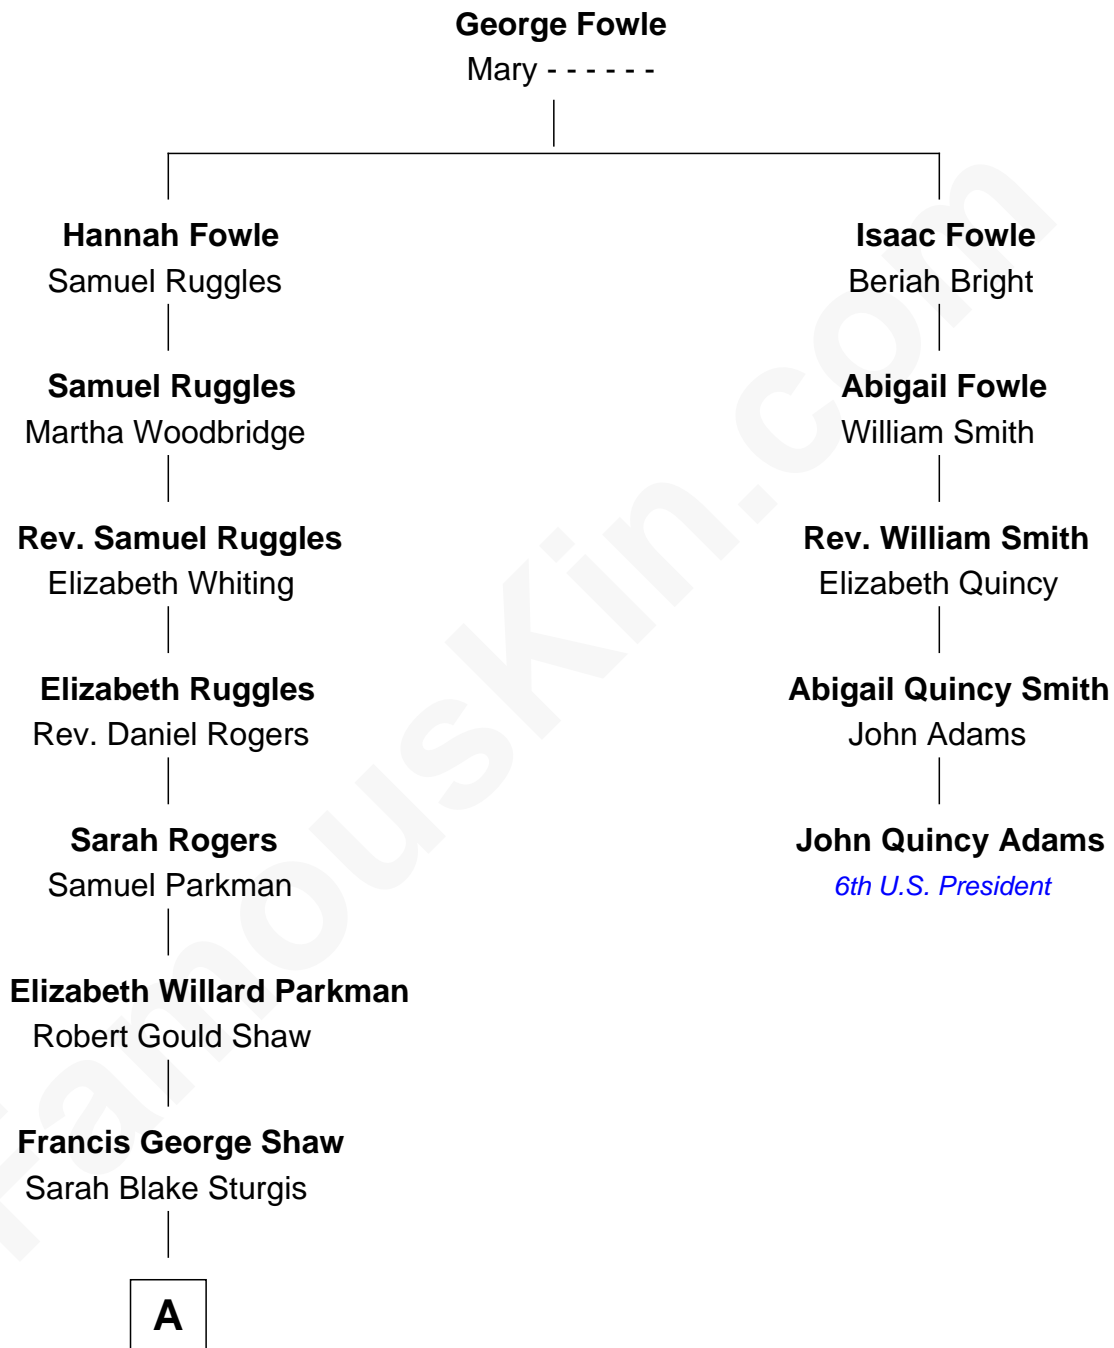 George Fowle
Mary - - - - - -
Hannah Fowle
Samuel Ruggles
Isaac Fowle
Beriah Bright
Samuel Ruggles
Martha Woodbridge
Abigail Fowle
William Smith
Rev. Samuel Ruggles
Elizabeth Whiting
Rev. William Smith
Elizabeth Quincy
Elizabeth Ruggles
Rev. Daniel Rogers
Abigail Quincy Smith
John Adams
Sarah Rogers
Samuel Parkman
John Quincy Adams
6th U.S. President
Elizabeth Willard Parkman
Robert Gould Shaw
Francis George Shaw
Sarah Blake Sturgis
A
FamousKin.com